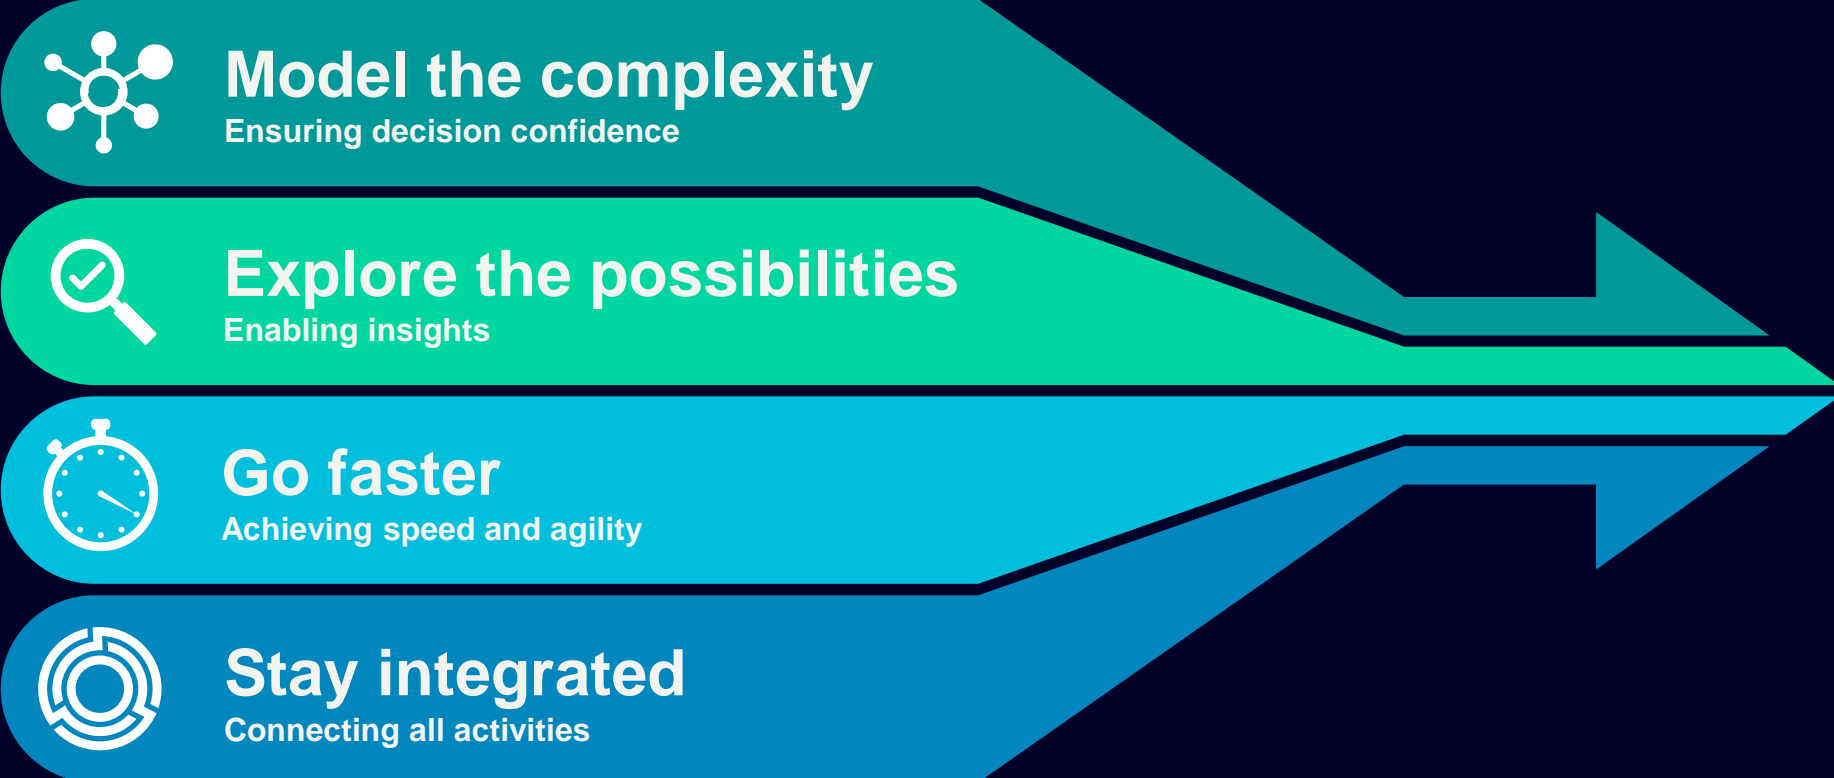 Model the complexity
Ensuring decision confidence
Explore the possibilities
Enabling insights
Go faster
Achieving speed and agility
Stay integrated
Connecting all activities